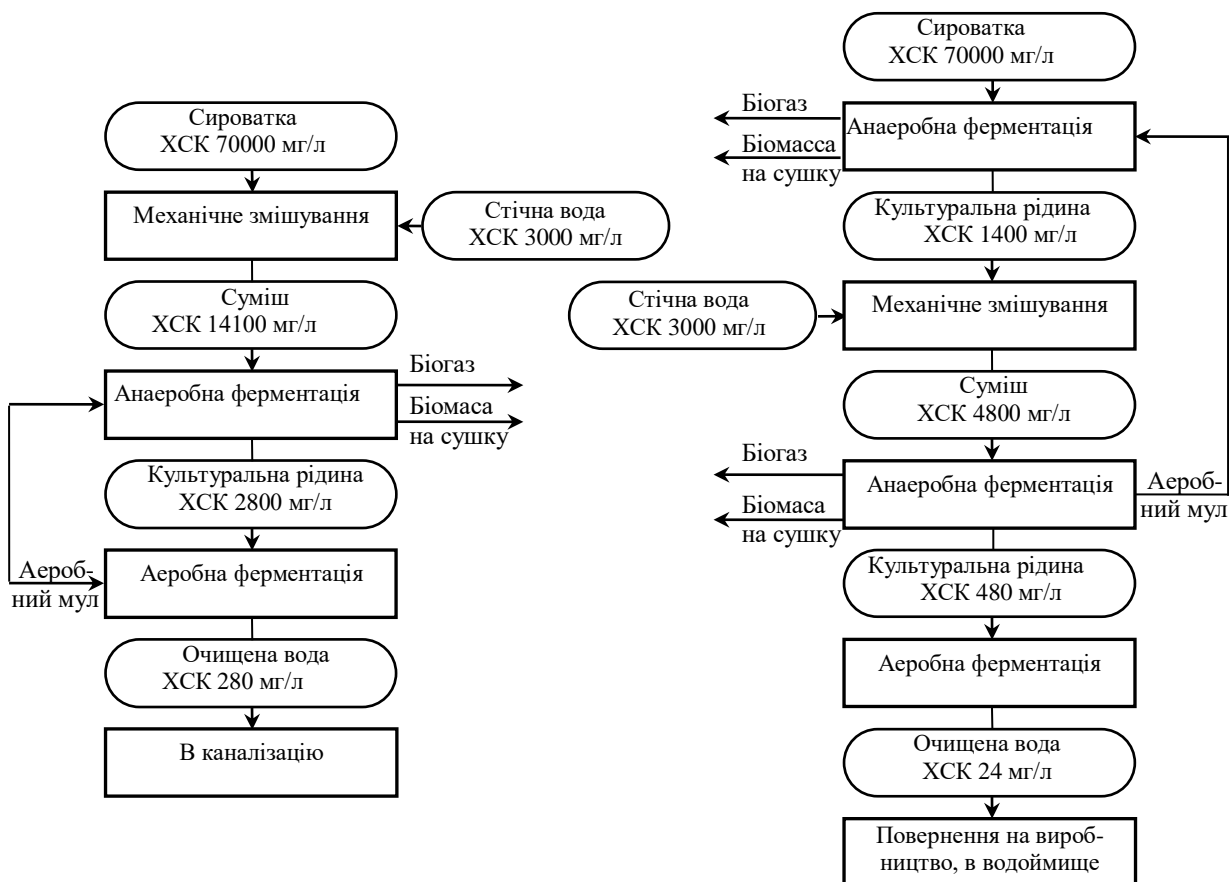 Сироватка
ХСК 70000 мг/л
Механічне змішування
Стічна вода
ХСК 3000 мг/л
Суміш
ХСК 14100 мг/л
Анаеробна ферментація
Біогаз
Біомаса
на сушку
Культуральна рідина
ХСК 2800 мг/л
Аероб-
ний мул
Аеробна ферментація
Очищена вода
ХСК 280 мг/л
В каналізацію
Сироватка
ХСК 70000 мг/л
Біогаз
Біомасса
на сушку
Анаеробна ферментація
Культуральна рідина
ХСК 1400 мг/л
Стічна вода
ХСК 3000 мг/л
Механічне змішування
Суміш
ХСК 4800 мг/л
Біогаз
Біомаса
на сушку
Анаеробна ферментація
Аероб-
ний мул
Культуральна рідина
ХСК 480 мг/л
Аеробна ферментація
Очищена вода
ХСК 24 мг/л
Повернення на вироб-
ництво, в водоймище